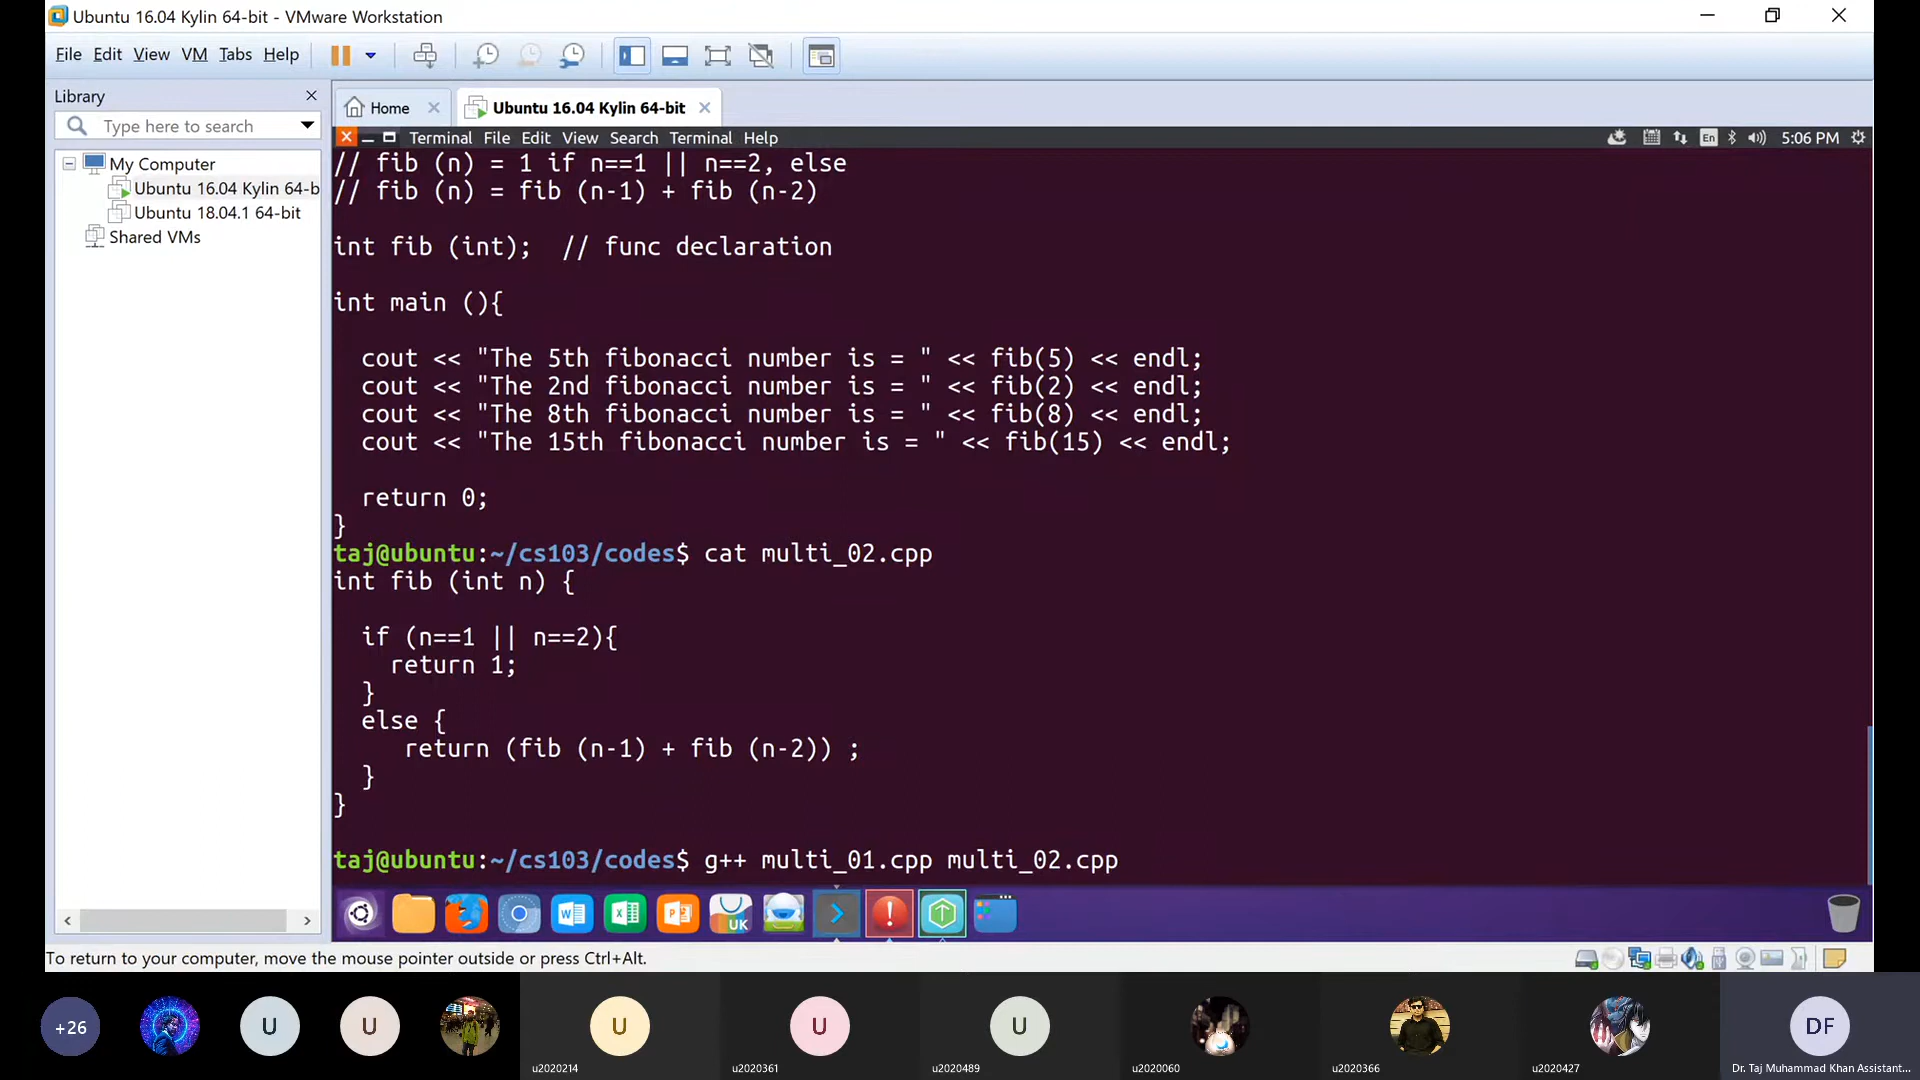 Ubuntu 16.04 Kylin 64-bit - VMware Workstation
File Edit View VM Tabs Help
Library
Type here to search
My Computer
Ubuntu 16.04 Kylin 64-b
Ubuntu 18.04.1 64-bit
Shared VMs
Home
Ubuntu 16.04 Kylin 64-bit
Terminal File Edit View Search Terminal Help
En
5:06 PM
// fib (n) = 1 if n==1 || n==2, else
// fib (n) = fib (n-1) + fib (n-2)
int fib (int);  // func declaration
int main (){
cout << "The 5th fibonacci number is = " << fib(5) << endl;
cout << "The 2nd fibonacci number is = " << fib(2) << endl;
cout << "The 8th fibonacci number is = " << fib(8) << endl;
cout << "The 15th fibonacci number is = " << fib(15) << endl;
return 0;
}
taj@ubuntu:~/cs103/codes$ cat multi_02.cpp
int fib (int n) {
if (n==1 || n==2){
return 1;
}
else {
return (fib (n-1) + fib (n-2)) ;
}
}
taj@ubuntu:~/cs103/codes$ g++ multi_01.cpp multi_02.cpp
W
X
P
UK
To return to your computer, move the mouse pointer outside or press Ctrl+Alt.
+26
U
U
U
U
U
DF
u2020214
u2020361
u2020489
u2020060
u2020366
u2020427
Dr. Taj Muhammad Khan Assistant...